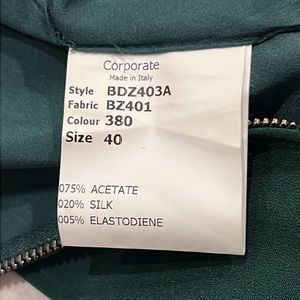 Corporate
Made in Italy
Style BDZ403A
Fabric BZ401
Colour 380
Size 40
075% ACETATE
020% SILK
005% ELASTODIENE